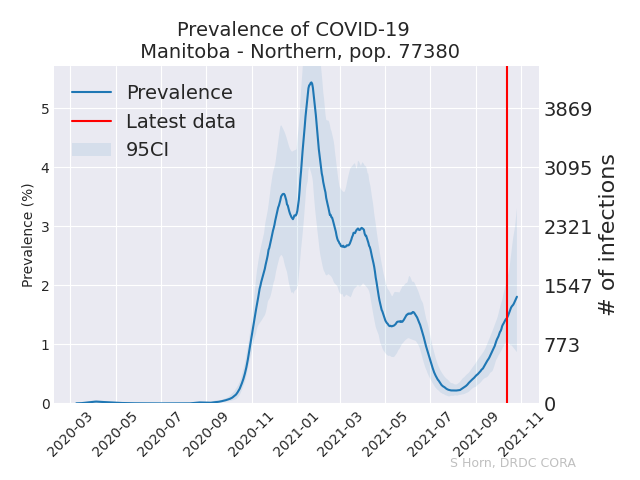 Prevalence of COVID-19
Manitoba - Northern, pop. 77380
Prevalence
Latest data
95CI
Prevalence (%)
5
4
3
2
1
0
3869
3095
2321
1547
773
0
# of infections
2020-03
2020-05
2020-07
2020-09
2020-11
2021-01
2021-03
2021-05
2021-07
2021-09
2021-11
S Horn, DRDC CORA